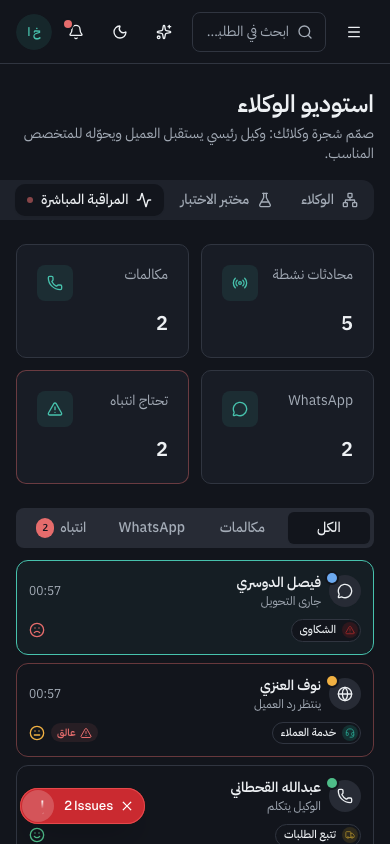 ابحث في الطلبـ...
خ ا
استوديو الوكلاء
صمّم شجرة وكلائك: وكيل رئيسي يستقبل العميل ويحوّله للمتخصص
المناسب.
الوكلاء
مختبر الاختبار
المراقبة المباشرة
محادثات نشطة
5
مكالمات
2
WhatsApp
2
تحتاج انتباه
2
الكل
مكالمات
WhatsApp
انتباه 2
فيصل الدوسري
00:57
جارى التحويل
الشكاوى
نوف العنزي
00:57
ينتظر رد العميل
خدمة العملاء
عالق
عبدالله القحطاني
الوكيل يتكلم
تتبع الطلبات
2 Issues